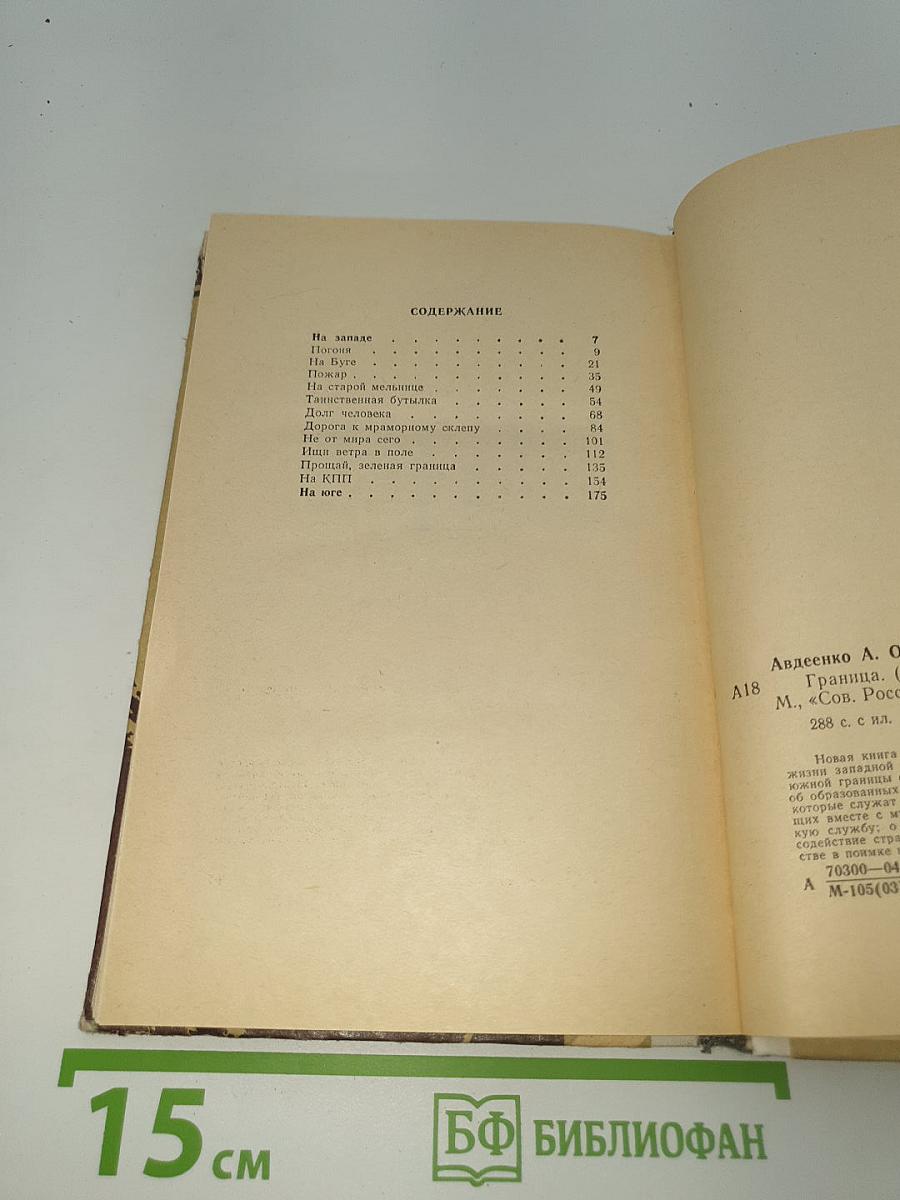 СОДЕРЖАНИЕ
На западе . . . . . . . . . 7
Погоня . . . . . . . . . . 9
На Буге . . . . . . . . . . 21
Пожар . . . . . . . . . . . 35
На старой мельнице . . . . . . . 49
Таинственная бутылка . . . . . . 54
Долг человека . . . . . . . . 68
Дорога к мраморному склепу . . . . 84
Не от мира сего . . . . . . . . 101
Ищи ветра в поле . . . . . . . 112
Прощай, зеленая граница . . . . . 135
На КПП . . . . . . . . . . 154
На юге . . . . . . . . . . . 175
Авдеенко А. О
А18
Граница. (
М., «Сов. Росс
288 с. с ил.
Новая книга
жизни западной
южной границы
об образованных
которые служат
щих вместе с
кую службу; о
содействие стра
стве в поимке
70300—04
А
М-105(03
15 см
БФ БИБЛИОФАН